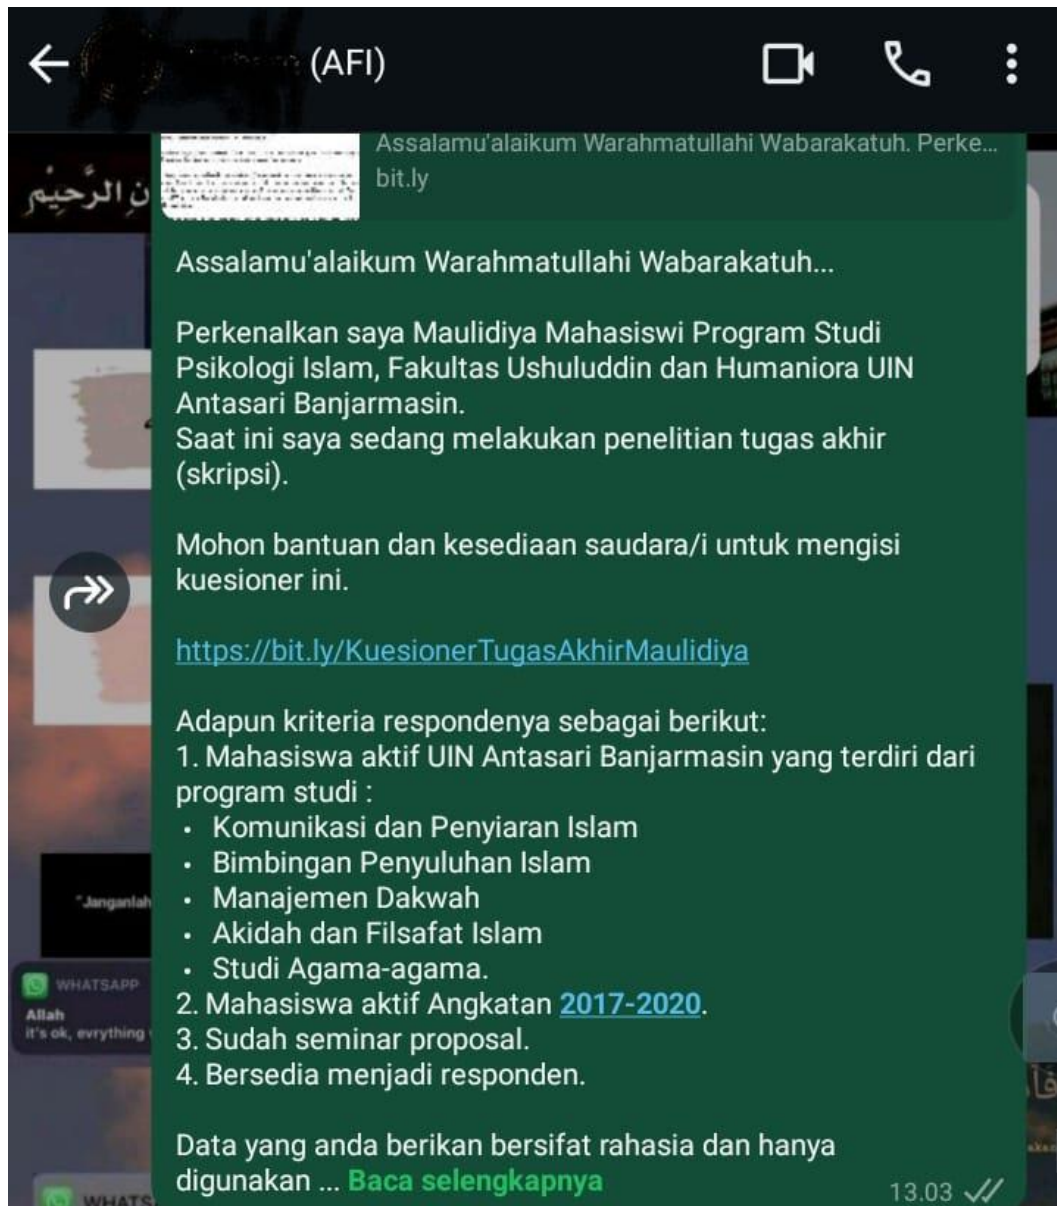 (AFI)
Assalamu'alaikum Warahmatullahi Wabarakatuh. Perke...
bit.ly
نِ الرَّحِيْمِ
Assalamu'alaikum Warahmatullahi Wabarakatuh...
Perkenalkan saya Maulidiya Mahasiswi Program Studi
Psikologi Islam, Fakultas Ushuluddin dan Humaniora UIN
Antasari Banjarmasin.
Saat ini saya sedang melakukan penelitian tugas akhir
(skripsi).
Mohon bantuan dan kesediaan saudara/i untuk mengisi
kuesioner ini.
https://bit.ly/KuesionerTugasAkhirMaulidiya
Adapun kriteria respondenya sebagai berikut:
1. Mahasiswa aktif UIN Antasari Banjarmasin yang terdiri dari
program studi :
• Komunikasi dan Penyiaran Islam
• Bimbingan Penyuluhan Islam
• Manajemen Dakwah
• Akidah dan Filsafat Islam
• Studi Agama-agama.
2. Mahasiswa aktif Angkatan 2017-2020.
3. Sudah seminar proposal.
4. Bersedia menjadi responden.
Data yang anda berikan bersifat rahasia dan hanya
digunakan ... Baca selengkapnya
13.03
"Janganlah
WHATSAPP
Allah
it's ok, evrything
WHATS